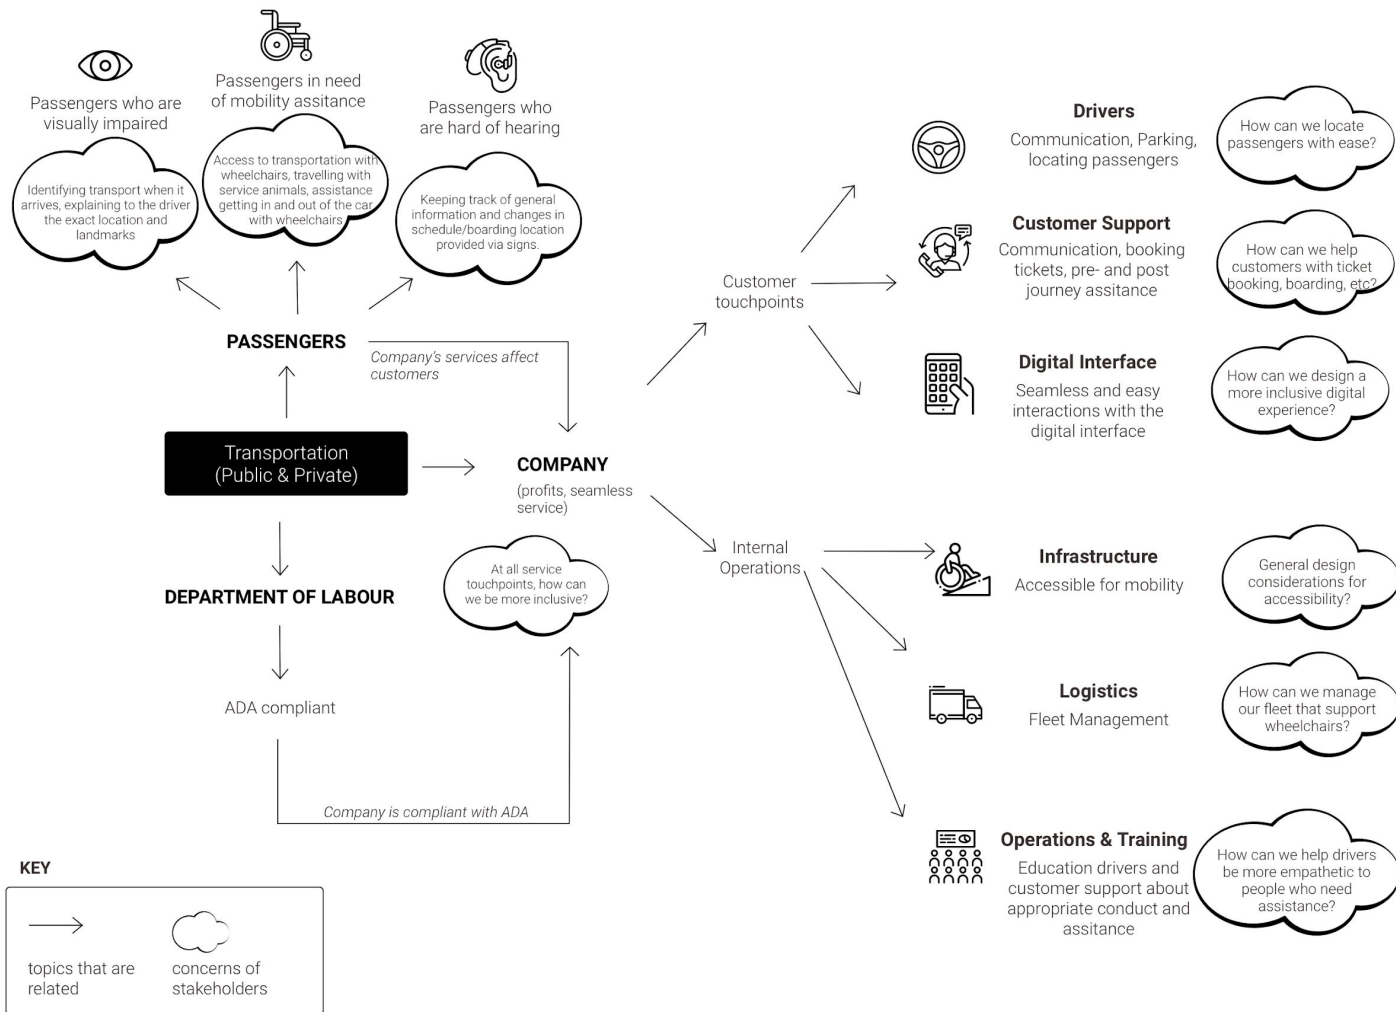 Passengers who are
visually impaired
Passengers in need
of mobility assitance
Passengers who
are hard of hearing
Identifying transport when it
arrives, explaining to the driver
the exact location and
landmarks
Access to transportation with
wheelchairs, travelling with
service animals, assistance
getting in and out of the car
with wheelchairs
Keeping track of general
information and changes in
schedule/boarding location
provided via signs.
PASSENGERS
Company's services affect
customers
Transportation
(Public & Private)
COMPANY
(profits, seamless
service)
At all service
touchpoints, how can
we be more inclusive?
DEPARTMENT OF LABOUR
ADA compliant
Company is compliant with ADA
Customer
touchpoints
Drivers
Communication, Parking,
locating passengers
How can we locate
passengers with ease?
Customer Support
Communication, booking
tickets, pre- and post
journey assitance
How can we help
customers with ticket
booking, boarding, etc?
Digital Interface
Seamless and easy
interactions with the
digital interface
How can we design a
more inclusive digital
experience?
Internal
Operations
Infrastructure
Accessible for mobility
General design
considerations for
accessibility?
Logistics
Fleet Management
How can we manage
our fleet that support
wheelchairs?
Operations & Training
Education drivers and
customer support about
appropriate conduct and
assitance
How can we help drivers
be more empathetic to
people who need
assistance?
KEY
topics that are
related
concerns of
stakeholders